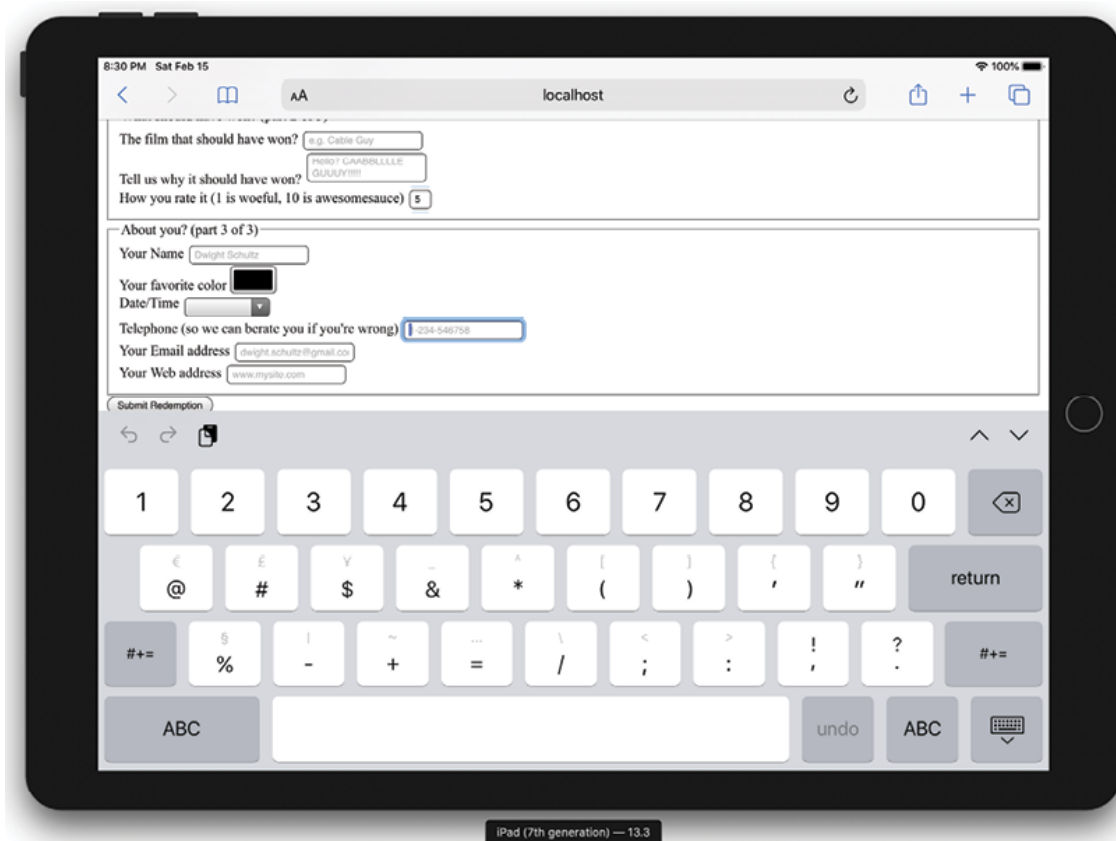 8:30 PM Sat Feb 15
100%
AA
localhost
The film that should have won? e.g. Cable Guy
Hello? CAABBLLLLE
GUUUY!!!!!
Tell us why it should have won?
How you rate it (1 is woeful, 10 is awesomesauce) 5
About you? (part 3 of 3)
Your Name Dwight Schultz
Your favorite color
Date/Time
Telephone (so we can berate you if you're wrong) 1-234-546758
Your Email address dwight.schultz@gmail.co
Your Web address www.mysite.com
Submit Redemption
1 2 3 4 5 6 7 8 9 0
€ £ ¥ _ ^ [ ] { }
@ # $ & * ( ) ' "
return
§ | ~ … \ < > ! ?
#+= % - + = / ; : , . #+=
ABC undo ABC
iPad (7th generation) — 13.3